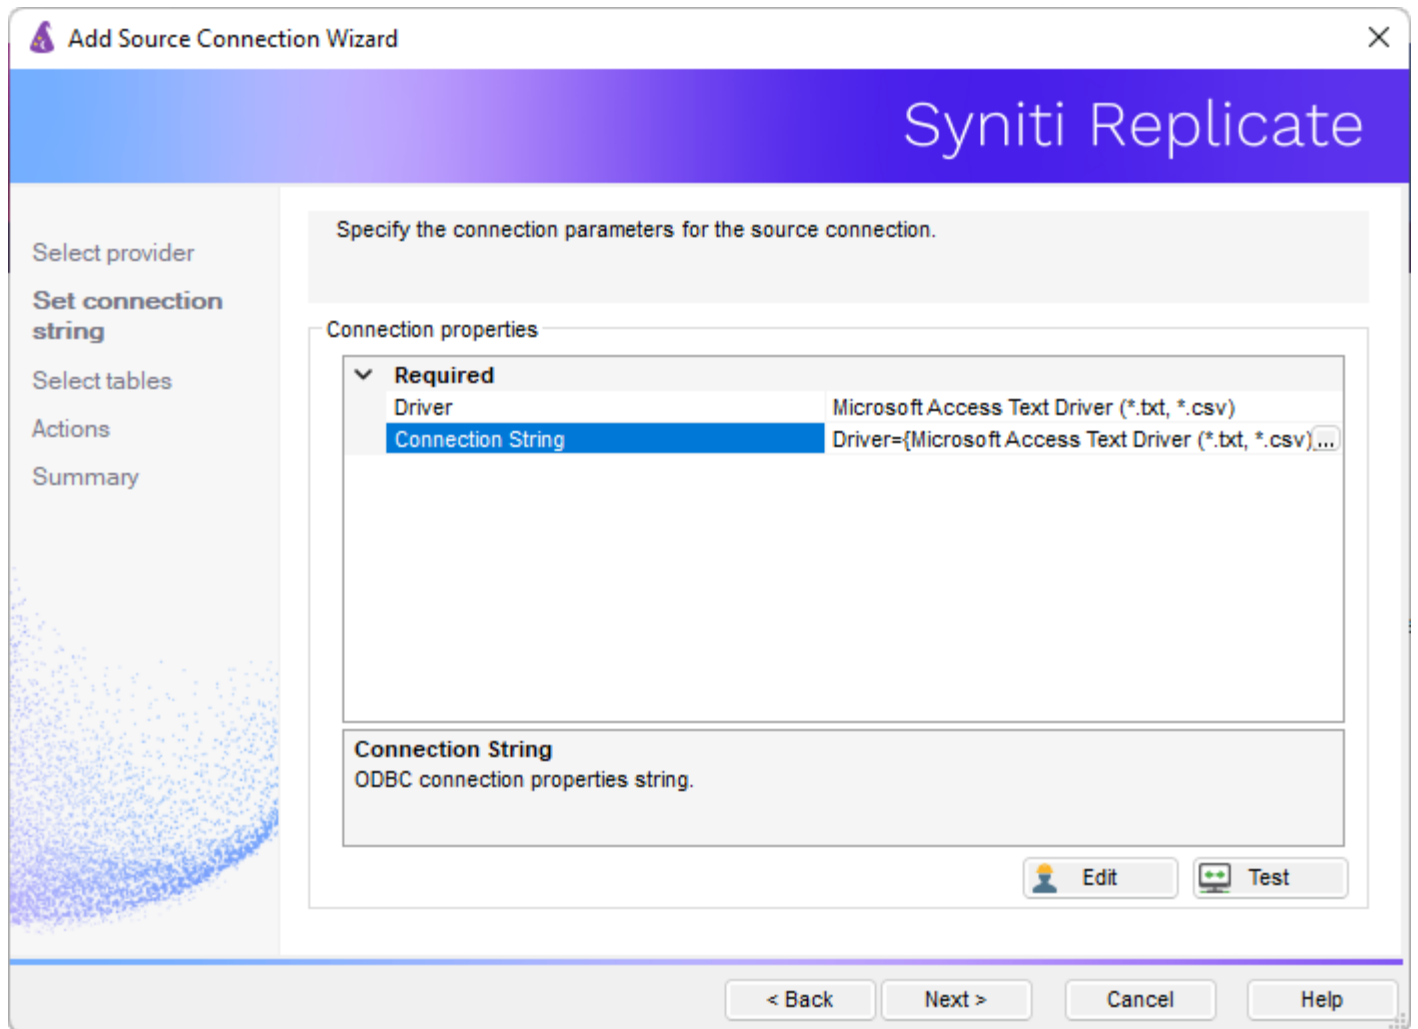 Add Source Connection Wizard
Syniti Replicate
Select provider
Set connection
string
Select tables
Actions
Summary
Specify the connection parameters for the source connection.
Connection properties
Required
Driver Microsoft Access Text Driver (*.txt, *.csv)
Connection String Driver={Microsoft Access Text Driver (*.txt, *.csv) ...
Connection String
ODBC connection properties string.
Edit Test
< Back Next > Cancel Help